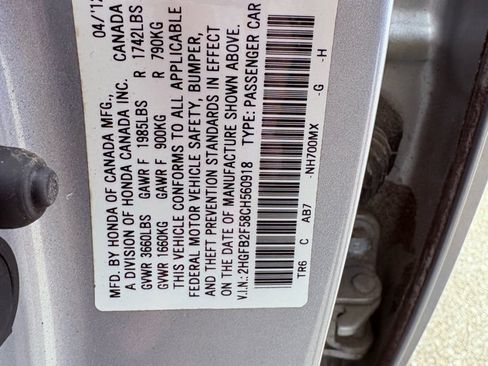 MFD. BY HONDA OF CANADA MFG., 04/12
A DIVISION OF HONDA CANADA INC. CANADA
GVWR 3660LBS GAWR F 1985LBS R 1742LBS
GVWR 1660KG GAWR F 900KG R 790KG
THIS VEHICLE CONFORMS TO ALL APPLICABLE
FEDERAL MOTOR VEHICLE SAFETY, BUMPER,
AND THEFT PREVENTION STANDARDS IN EFFECT
ON THE DATE OF MANUFACTURE SHOWN ABOVE.
V.I.N.: 2HGFB2F58CH560918 TYPE: PASSENGER CAR
TR6 C AB7 -NH700MX -G -H